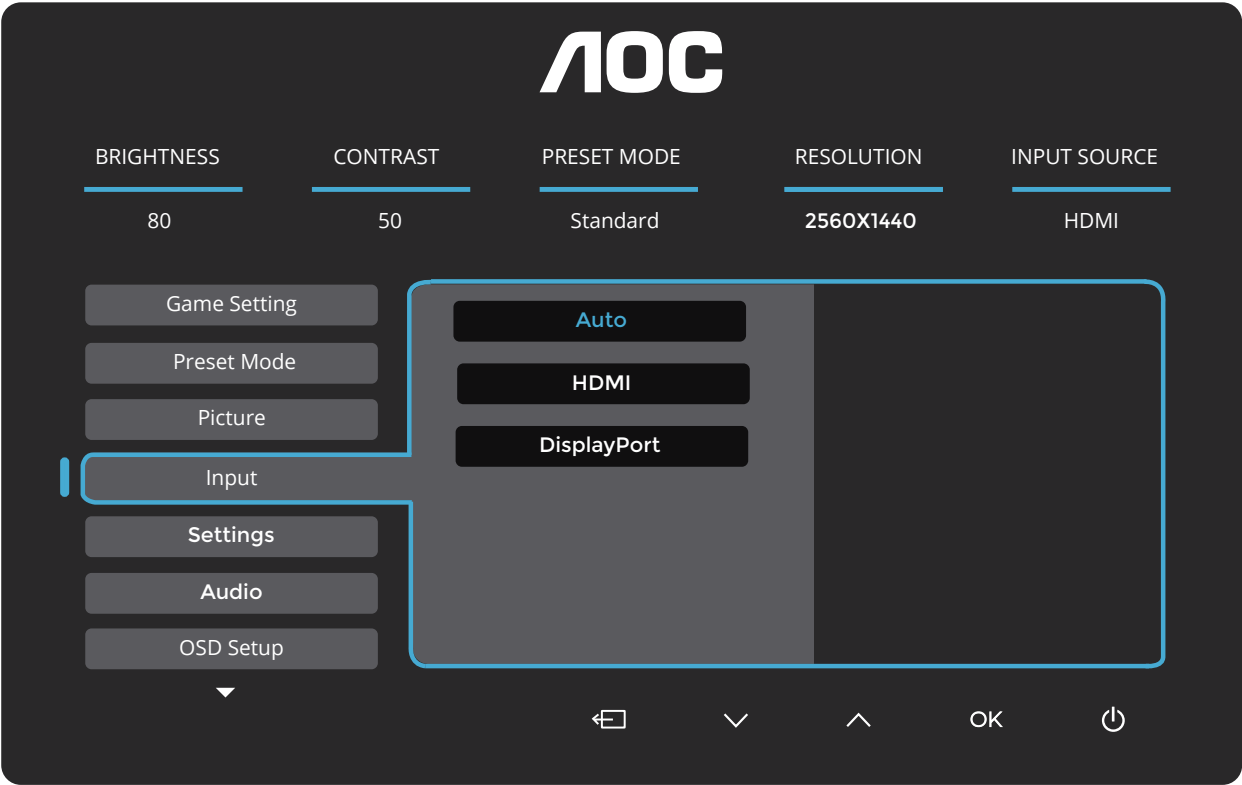 AOC
BRIGHTNESS CONTRAST PRESET MODE RESOLUTION INPUT SOURCE
80 50 Standard 2560X1440 HDMI
Game Setting
Preset Mode
Picture
Input
Settings
Audio
OSD Setup
Auto
HDMI
DisplayPort
OK